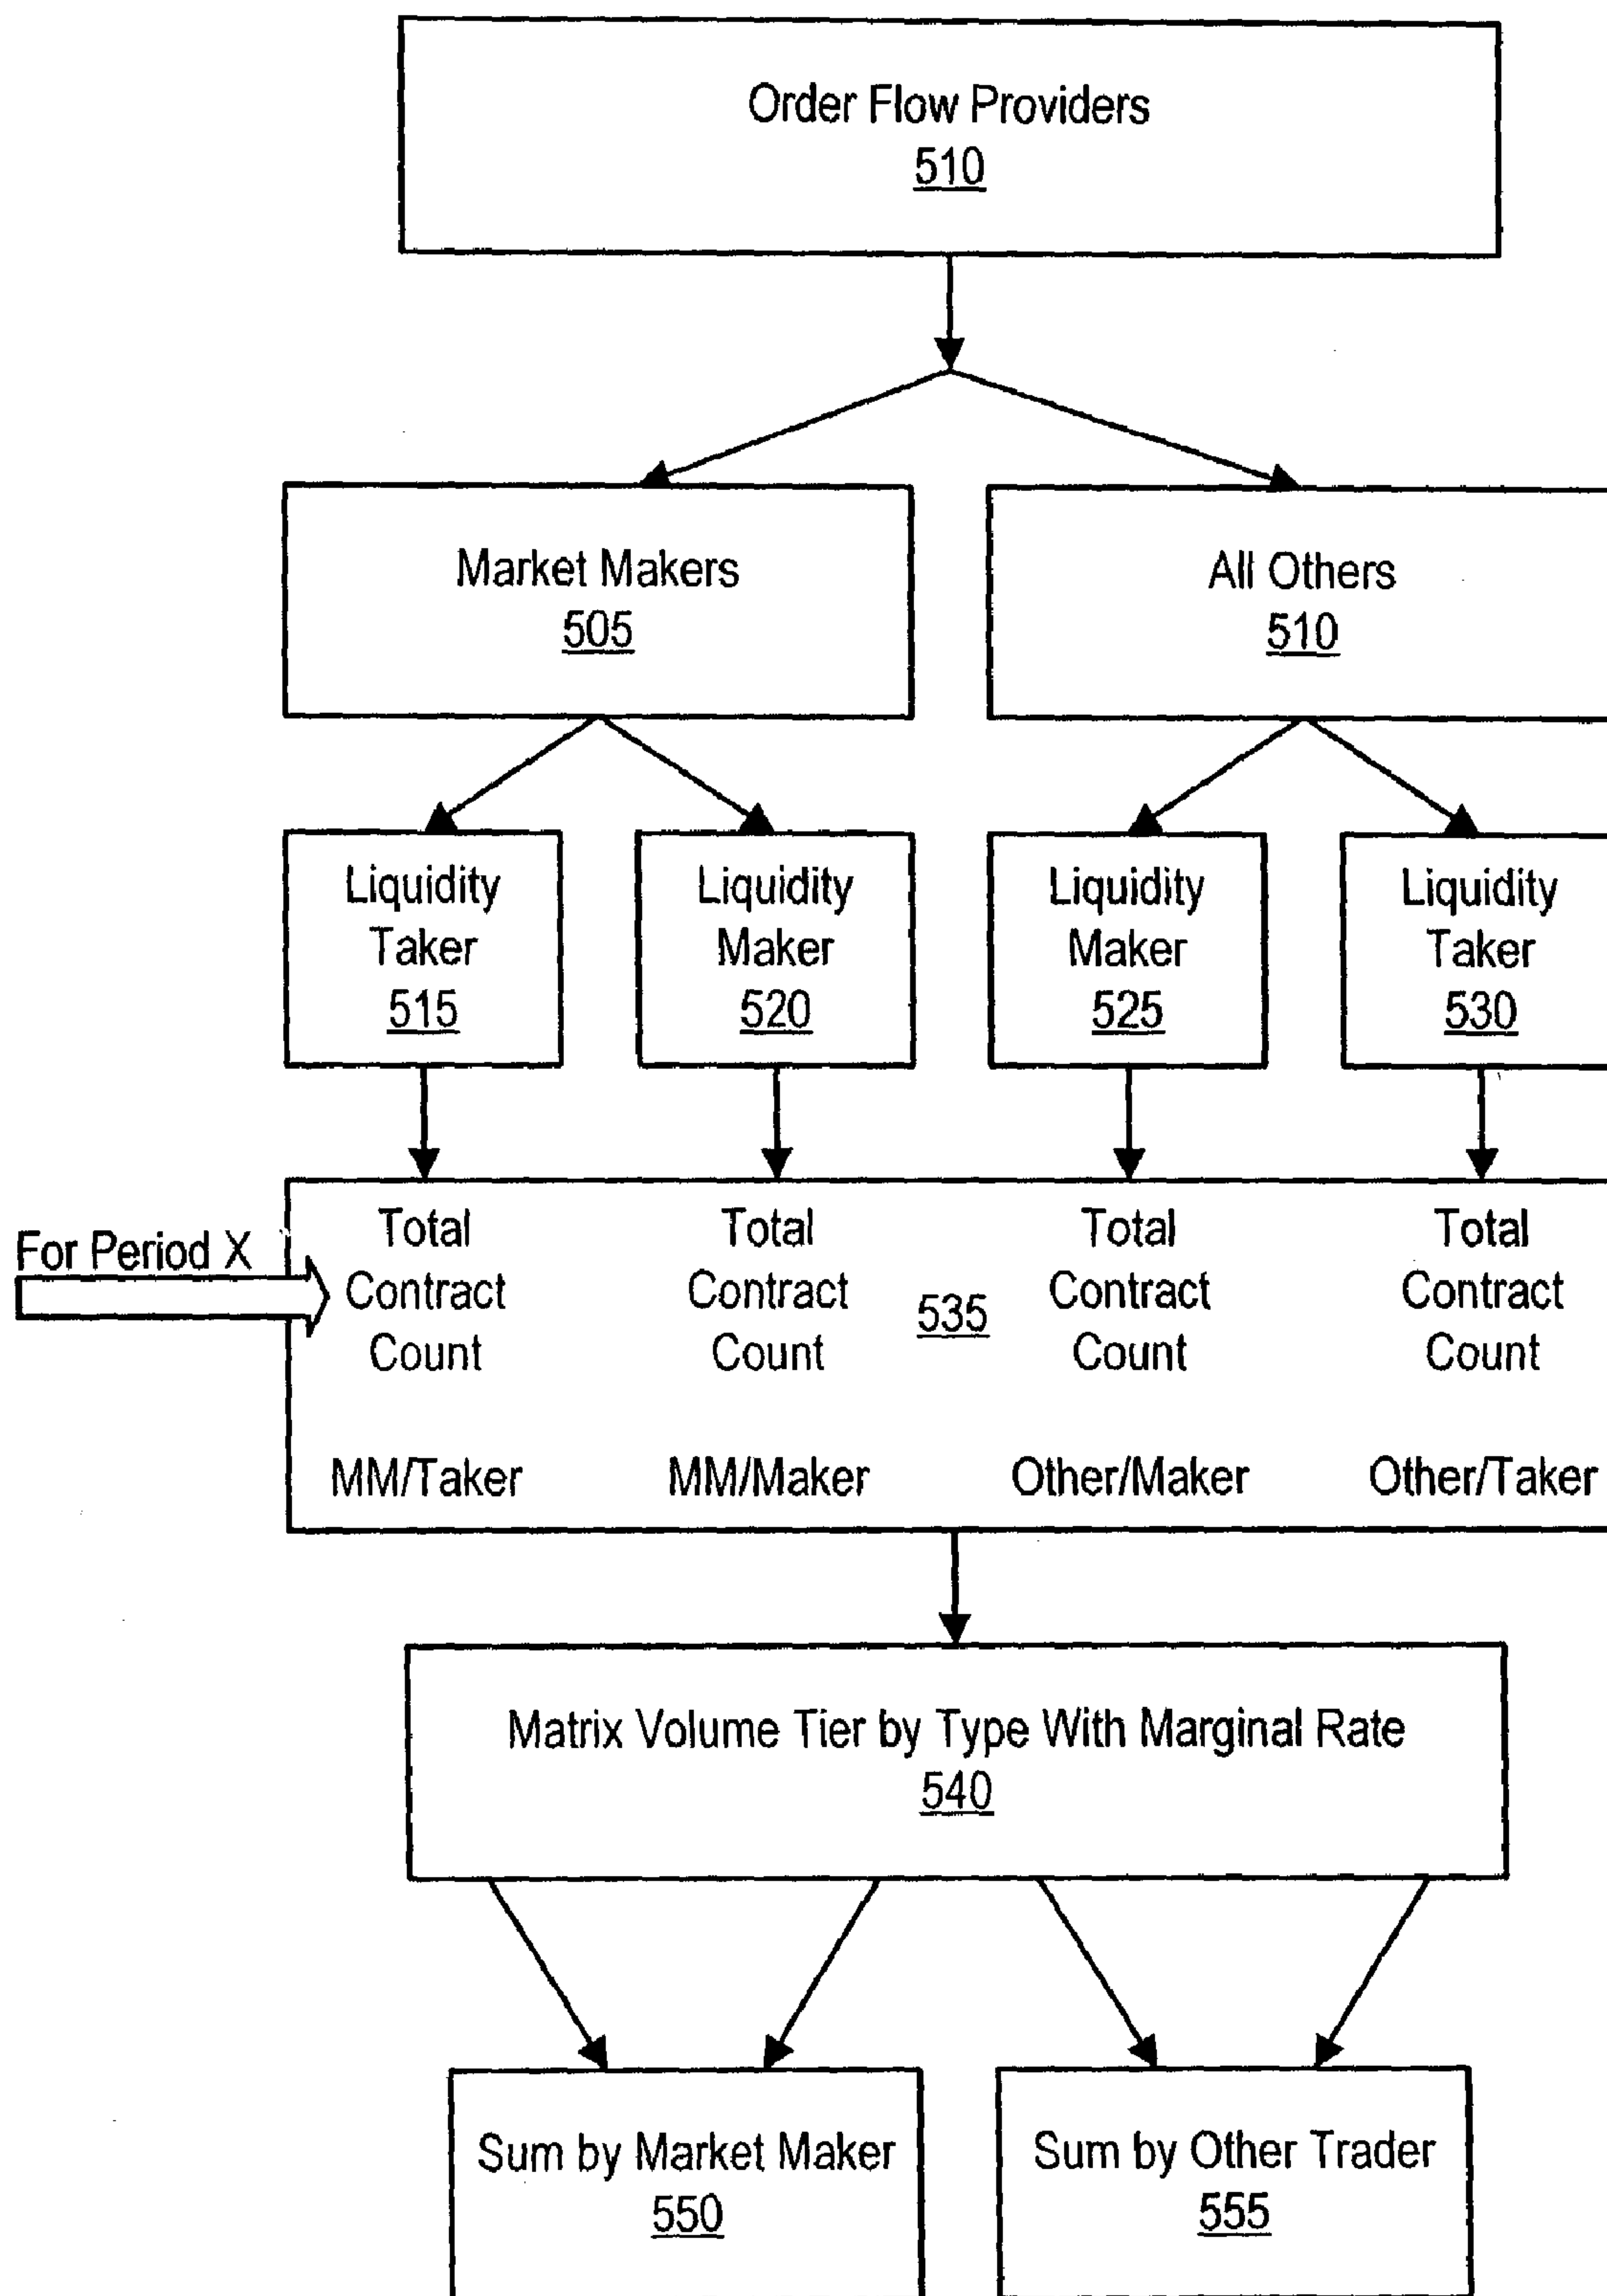 Order Flow Providers
510
Market Makers
505
All Others
510
Liquidity
Taker
515
Liquidity
Maker
520
Liquidity
Maker
525
Liquidity
Taker
530
For Period X
Total
Contract
Count
MM/Taker
Total
Contract
Count
MM/Maker
535
Total
Contract
Count
Other/Maker
Total
Contract
Count
Other/Taker
Matrix Volume Tier by Type With Marginal Rate
540
Sum by Market Maker
550
Sum by Other Trader
555